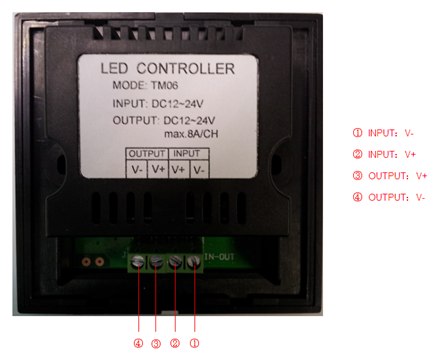 LED CONTROLLER
MODE: TM06
INPUT: DC12~24V
OUTPUT: DC12~24V
max.8A/CH
OUTPUT INPUT
V- V+ V+ V-
① INPUT: V-
② INPUT: V+
③ OUTPUT: V+
④ OUTPUT: V-
J IN-OUT
④ ③ ② ①